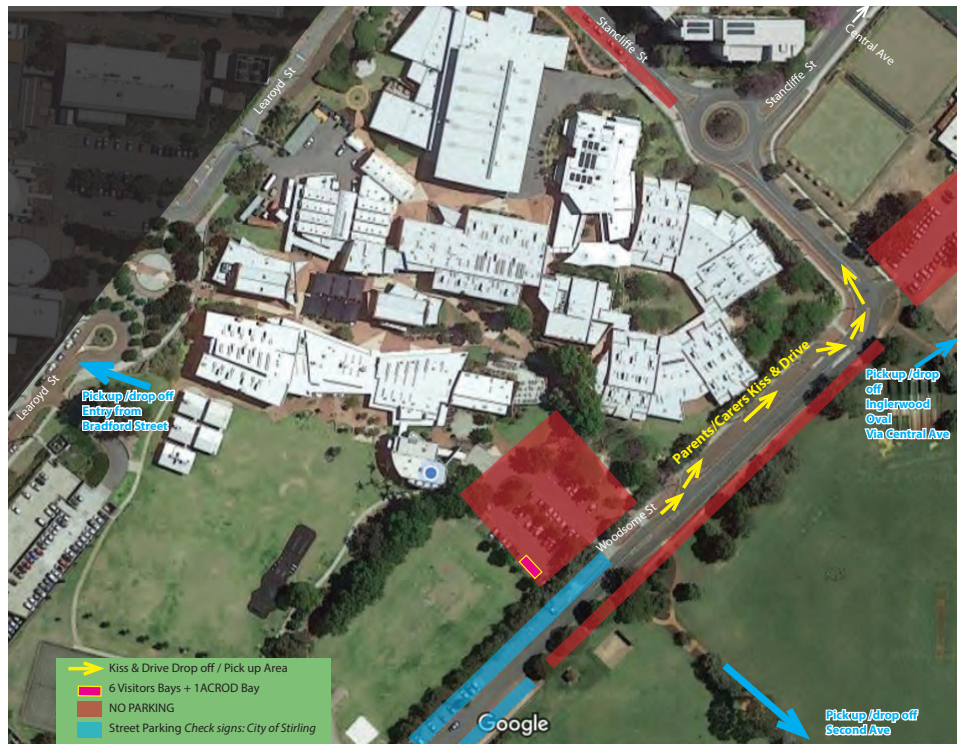 Stancliffe St
Central Ave
Stancliffe St
Learoyd St
Learoyd St
Pick up /drop off
Entry from
Bradford Street
Parents/Carers Kiss & Drive
Pick up /drop
off
Inglerwood
Oval
Via Central Ave
Woodsome St
Kiss & Drive Drop off / Pick up Area
6 Visitors Bays + 1ACROD Bay
NO PARKING
Street Parking Check signs: City of Stirling
Google
Pick up /drop off
Second Ave